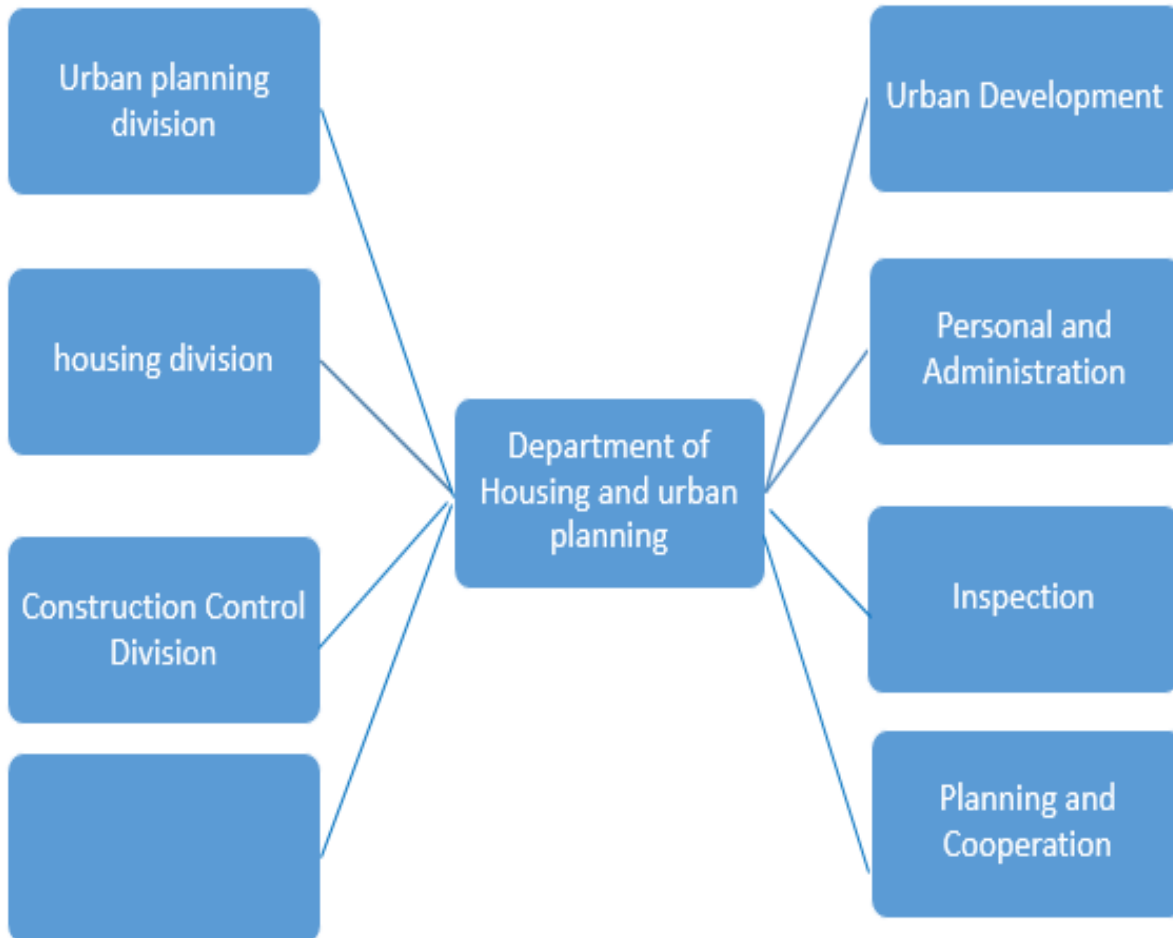 Urban planning
division
housing division
Construction Control
Division
Department of
Housing and urban
planning
Urban Development
Personal and
Administration
Inspection
Planning and
Cooperation